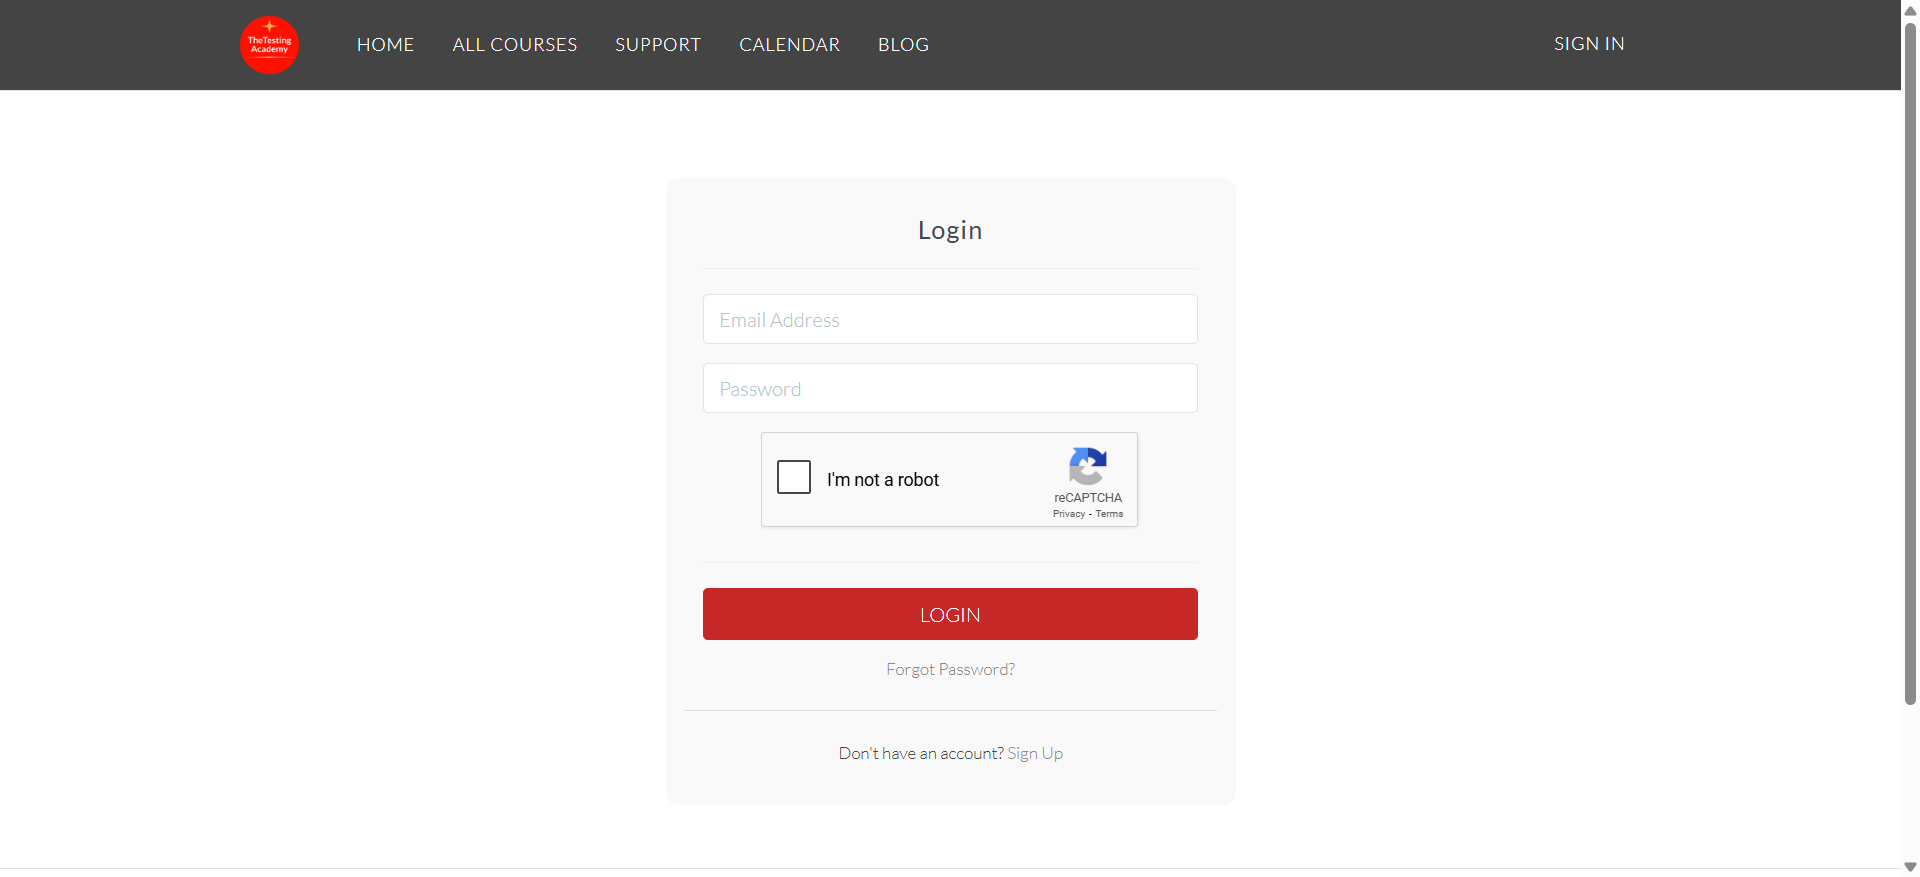 TheTesting
Academy
HOME
ALL COURSES
SUPPORT
CALENDAR
BLOG
SIGN IN
Login
Email Address
Password
I'm not a robot
reCAPTCHA
Privacy - Terms
LOGIN
Forgot Password?
Don't have an account? Sign Up